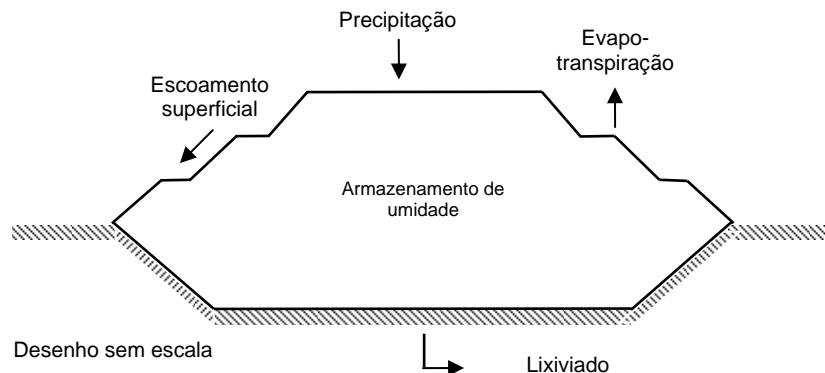 Precipitação
Evapo-
transpiração
Escoamento
superficial
Armazenamento de
umidade
Desenho sem escala
Lixiviado